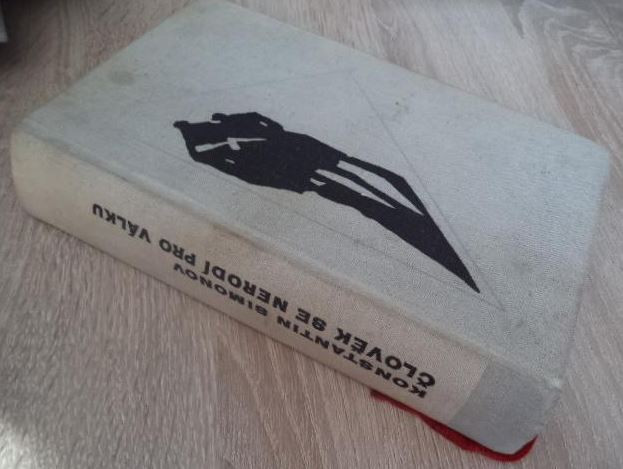 KONSTANTIN SIMONOV
ČLOVĚK SE NERODÍ PRO VÁLKU